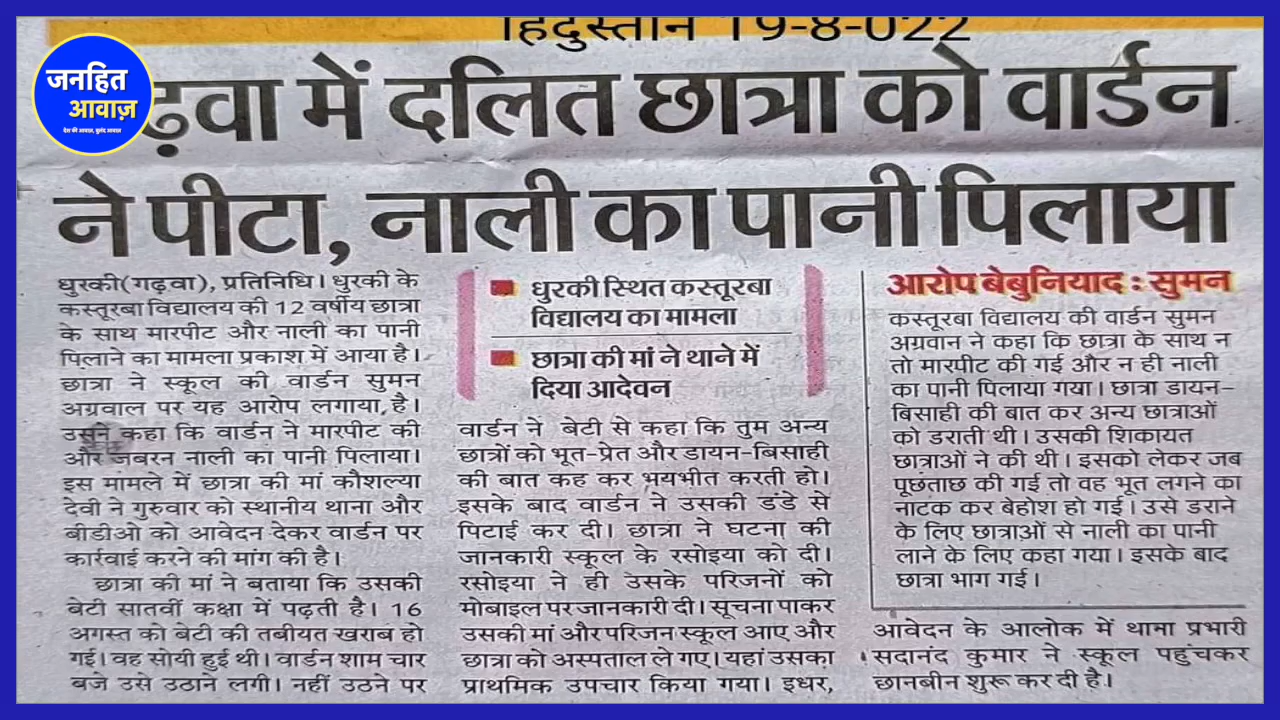 हिंदुस्तान 19-8-022
जनहित
आवाज़
देश की आवाज़, बुलंद आवाज़
ढ़वा में दलित छात्रा को वार्डन
ने पीटा, नाली का पानी पिलाया
धुरकी(गढ़वा), प्रतिनिधि। धुरकी के
कस्तूरबा विद्यालय की 12 वर्षीय छात्रा
के साथ मारपीट और नाली का पानी
पिलाने का मामला प्रकाश में आया है।
छात्रा ने स्कूल की वार्डन सुमन
अग्रवाल पर यह आरोप लगाया है।
उसने कहा कि वार्डन ने मारपीट की
और जबरन नाली का पानी पिलाया।
इस मामले में छात्रा की मां कौशल्या
देवी ने गुरुवार को स्थानीय थाना और
बीडीओ को आवेदन देकर वार्डन पर
कार्रवाई करने की मांग की है।
छात्रा की मां ने बताया कि उसकी
बेटी सातवीं कक्षा में पढ़ती है। 16
अगस्त को बेटी की तबीयत खराब हो
गई। वह सोयी हुई थी। वार्डन शाम चार
बजे उसे उठाने लगी। नहीं उठने पर
धुरकी स्थित कस्तूरबा
विद्यालय का मामला
छात्रा की मां ने थाने में
दिया आदेवन
वार्डन ने बेटी से कहा कि तुम अन्य
छात्रों को भूत-प्रेत और डायन-बिसाही
की बात कह कर भयभीत करती हो।
इसके बाद वार्डन ने उसकी डंडे से
पिटाई कर दी। छात्रा ने घटना की
जानकारी स्कूल के रसोइया को दी।
रसोइया ने ही उसके परिजनों को
मोबाइल पर जानकारी दी। सूचना पाकर
उसकी मां और परिजन स्कूल आए और
छात्रा को अस्पताल ले गए। यहां उसका
प्राथमिक उपचार किया गया। इधर,
आरोप बेबुनियाद : सुमन
कस्तूरबा विद्यालय की वार्डन सुमन
अग्रवान ने कहा कि छात्रा के साथ न
तो मारपीट की गई और न ही नाली
का पानी पिलाया गया। छात्रा डायन-
बिसाही की बात कर अन्य छात्राओं
को डराती थी। उसकी शिकायत
छात्राओं ने की थी। इसको लेकर जब
पूछताछ की गई तो वह भूत लगने का
नाटक कर बेहोश हो गई। उसे डराने
के लिए छात्राओं से नाली का पानी
लाने के लिए कहा गया। इसके बाद
छात्रा भाग गई।
आवेदन के आलोक में थाना प्रभारी
सदानंद कुमार ने स्कूल पहुंचकर
छानबीन शुरू कर दी है।